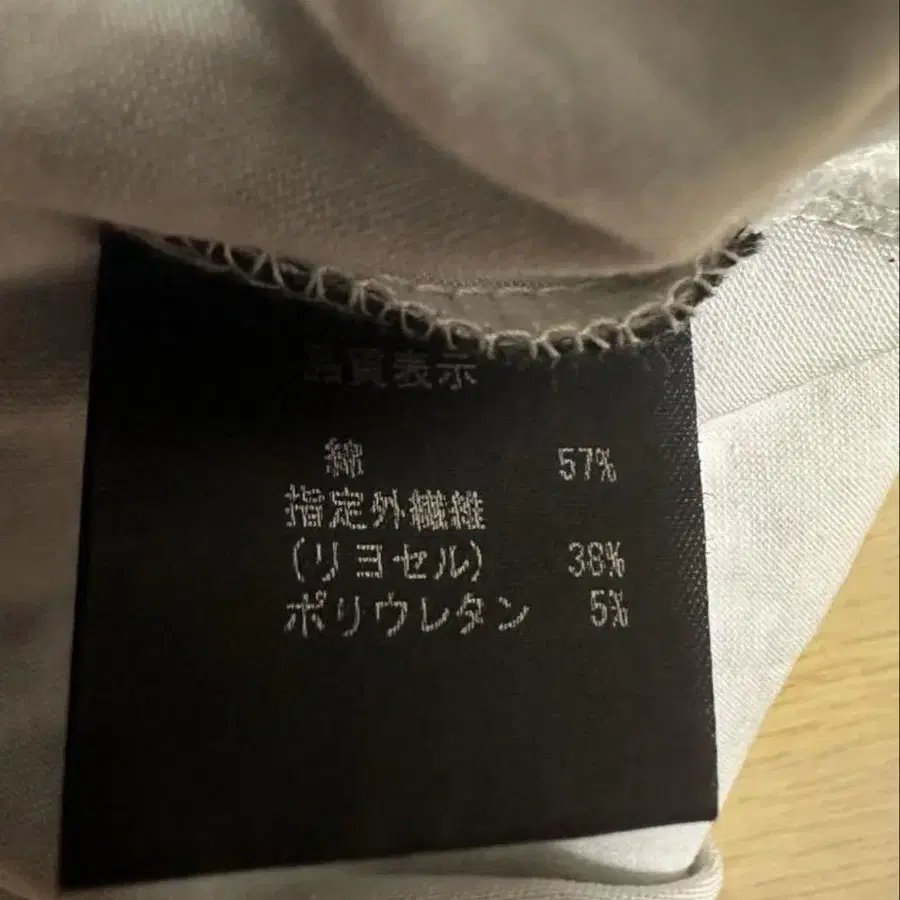 品質表示
綿 57%
指定外繊維
(リヨセル) 38%
ポリウレタン 5%